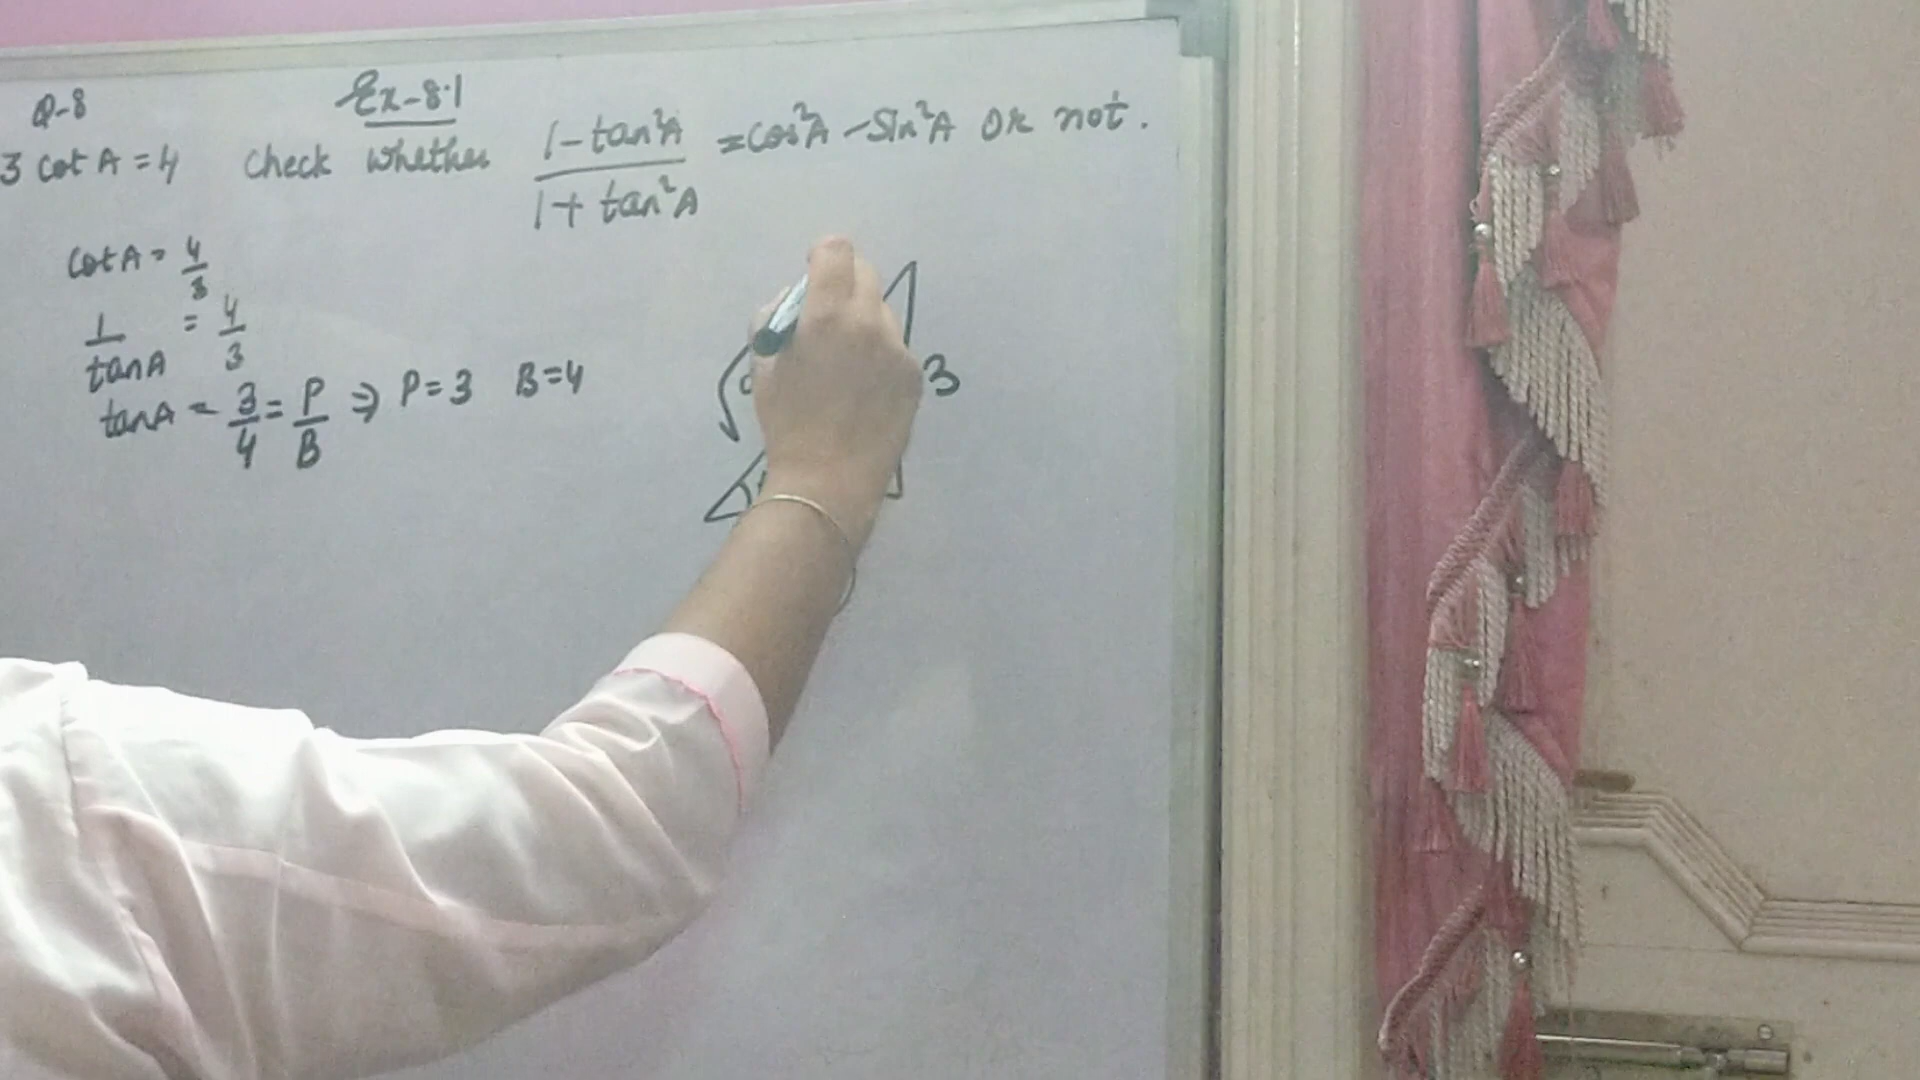 Q-8 Ex-8.1
3 cot A = 4 check whether 1-tan²A / 1+tan²A = cos²A - sin²A or not.
cot A = 4/3
1/tanA = 4/3
tanA = 3/4 = P/B ⇒ P=3 B=4
3